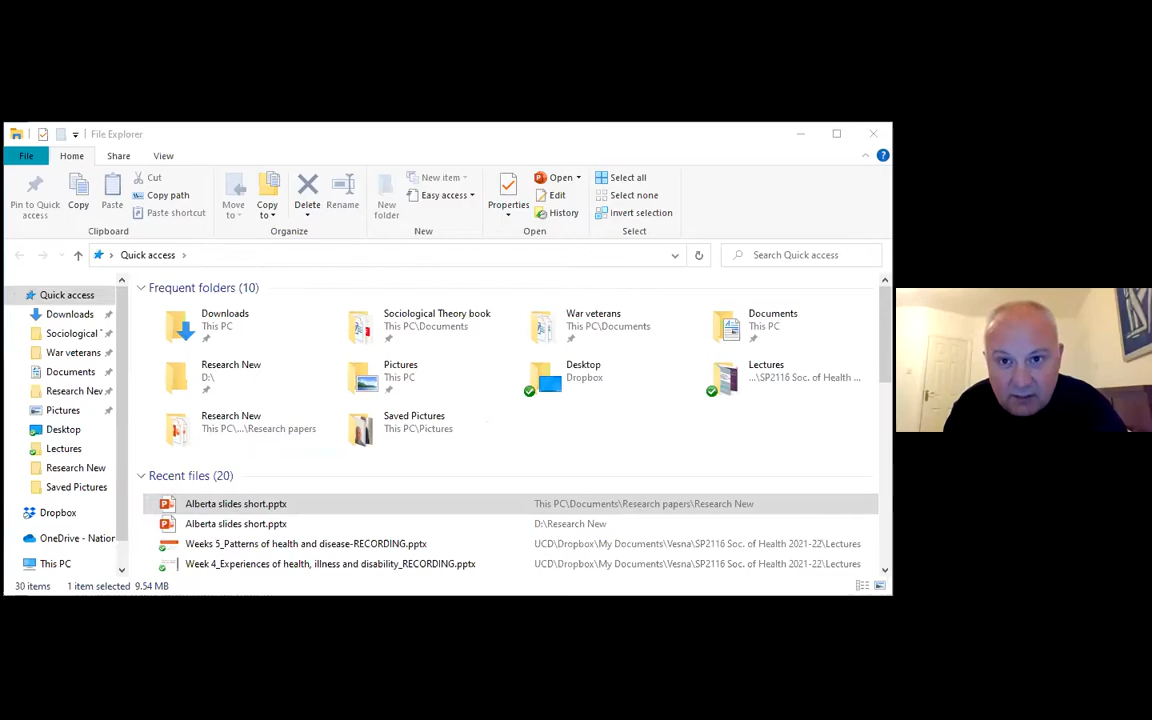 File Explorer
File Home Share View
Pin to Quick access
Copy
Paste
Cut
Copy path
Paste shortcut
Clipboard
Move to
Copy to
Delete
Rename
Organize
New folder
New item
Easy access
New
Properties
Open
Edit
History
Open
Select all
Select none
Invert selection
Select
Quick access
Search Quick access
Quick access
Downloads
Sociological
War veterans
Documents
Research New
Pictures
Desktop
Lectures
Research New
Saved Pictures
Dropbox
OneDrive - Nation
This PC
Frequent folders (10)
Downloads
This PC
Sociological Theory book
This PC\Documents
War veterans
This PC\Documents
Documents
This PC
Research New
D:\
Pictures
This PC
Desktop
Dropbox
Lectures
...\SP2116 Soc. of Health ...
Research New
This PC\...\Research papers
Saved Pictures
This PC\Pictures
Recent files (20)
Alberta slides short.pptx This PC\Documents\Research papers\Research New
Alberta slides short.pptx D:\Research New
Weeks 5_Patterns of health and disease-RECORDING.pptx UCD\Dropbox\My Documents\Vesna\SP2116 Soc. of Health 2021-22\Lectures
Week 4_Experiences of health, illness and disability_RECORDING.pptx UCD\Dropbox\My Documents\Vesna\SP2116 Soc. of Health 2021-22\Lectures
30 items 1 item selected 9.54 MB